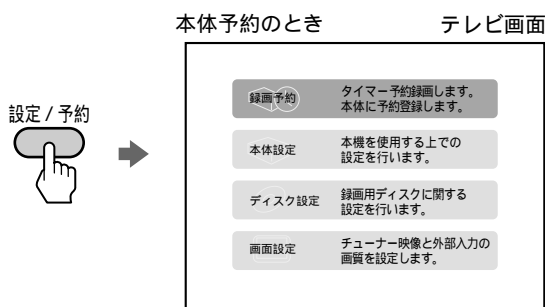 本体予約のとき
テレビ画面
設定 / 予約
録画予約
タイマー予約録画します。
本体に予約登録します。
本体設定
本機を使用する上での
設定を行います。
ディスク設定
録画用ディスクに関する
設定を行います。
画面設定
チューナー映像と外部入力の
画質を設定します。